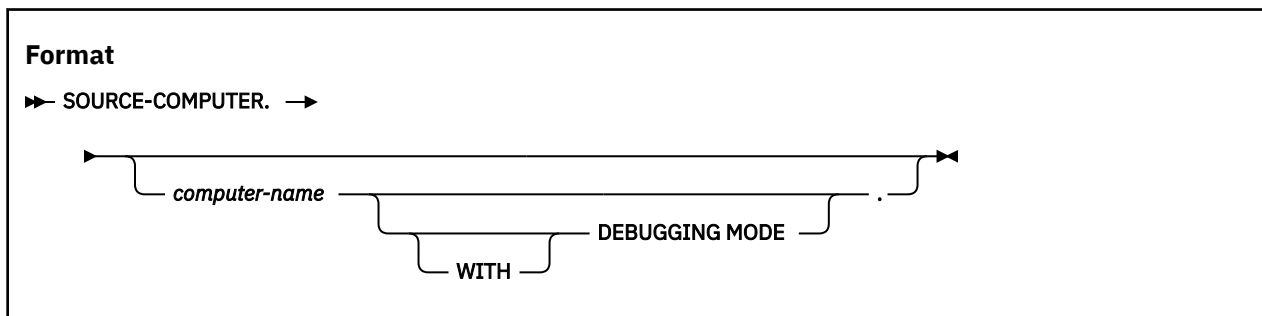 Format
SOURCE-COMPUTER.
computer-name .
DEBUGGING MODE
WITH